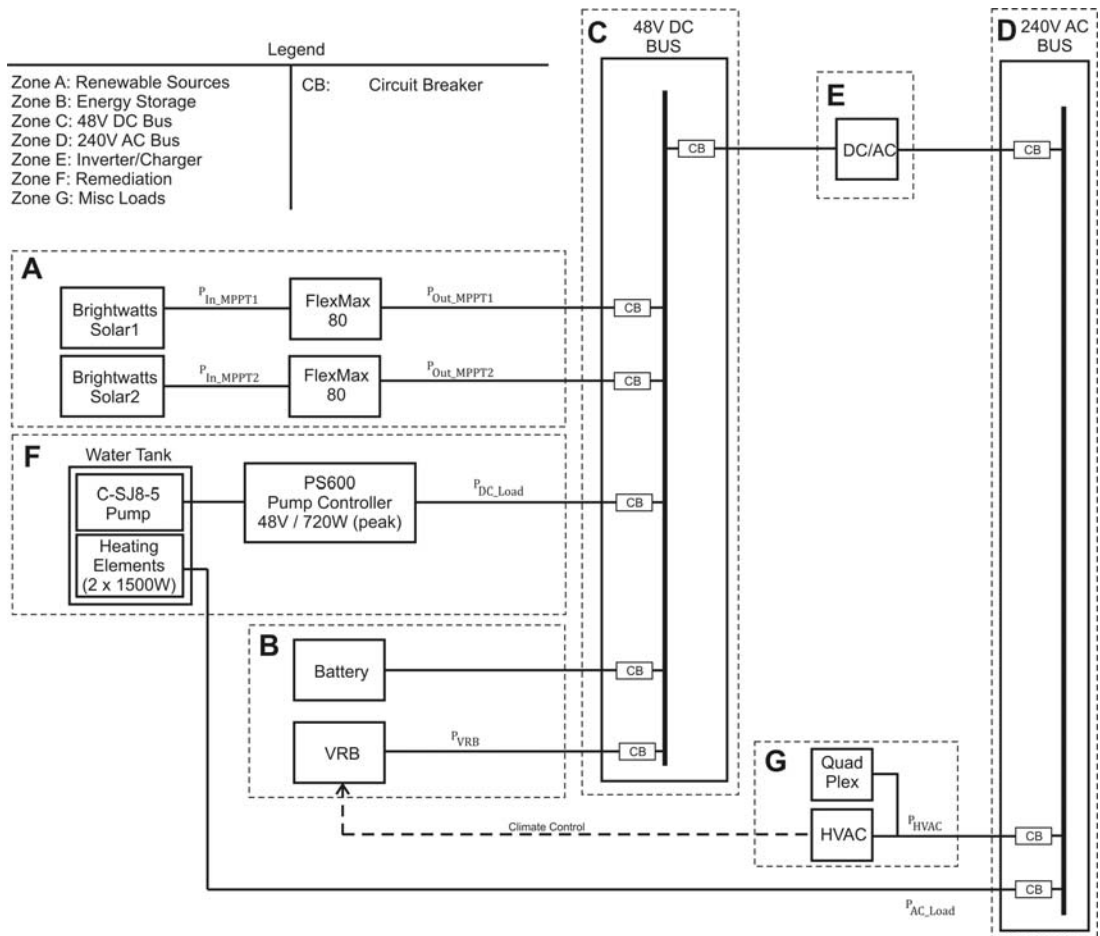 Legend
Zone A: Renewable Sources
Zone B: Energy Storage
Zone C: 48V DC Bus
Zone D: 240V AC Bus
Zone E: Inverter/Charger
Zone F: Remediation
Zone G: Misc Loads
CB: Circuit Breaker
C
48V DC
BUS
D
240V AC
BUS
E
DC/AC
CB
CB
A
Brightwatts
Solar1
P_In_MPPT1
FlexMax
80
P_Out_MPPT1
CB
Brightwatts
Solar2
P_In_MPPT2
FlexMax
80
P_Out_MPPT2
CB
F
Water Tank
C-SJ8-5
Pump
PS600
Pump Controller
48V / 720W (peak)
P_DC_Load
CB
Heating
Elements
(2 x 1500W)
B
Battery
CB
VRB
P_VRB
CB
G
Quad
Plex
HVAC
P_HVAC
CB
Climate Control
P_AC_Load
CB